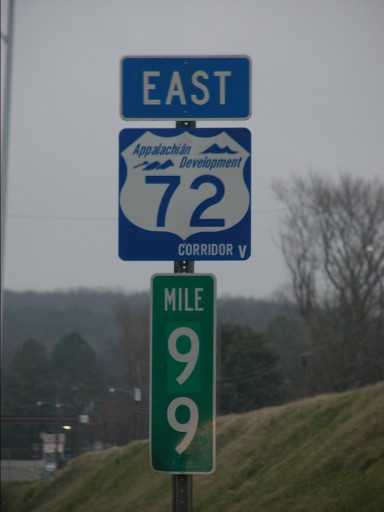 EAST
Appalachian
Development
72
CORRIDOR V
MILE
9
9